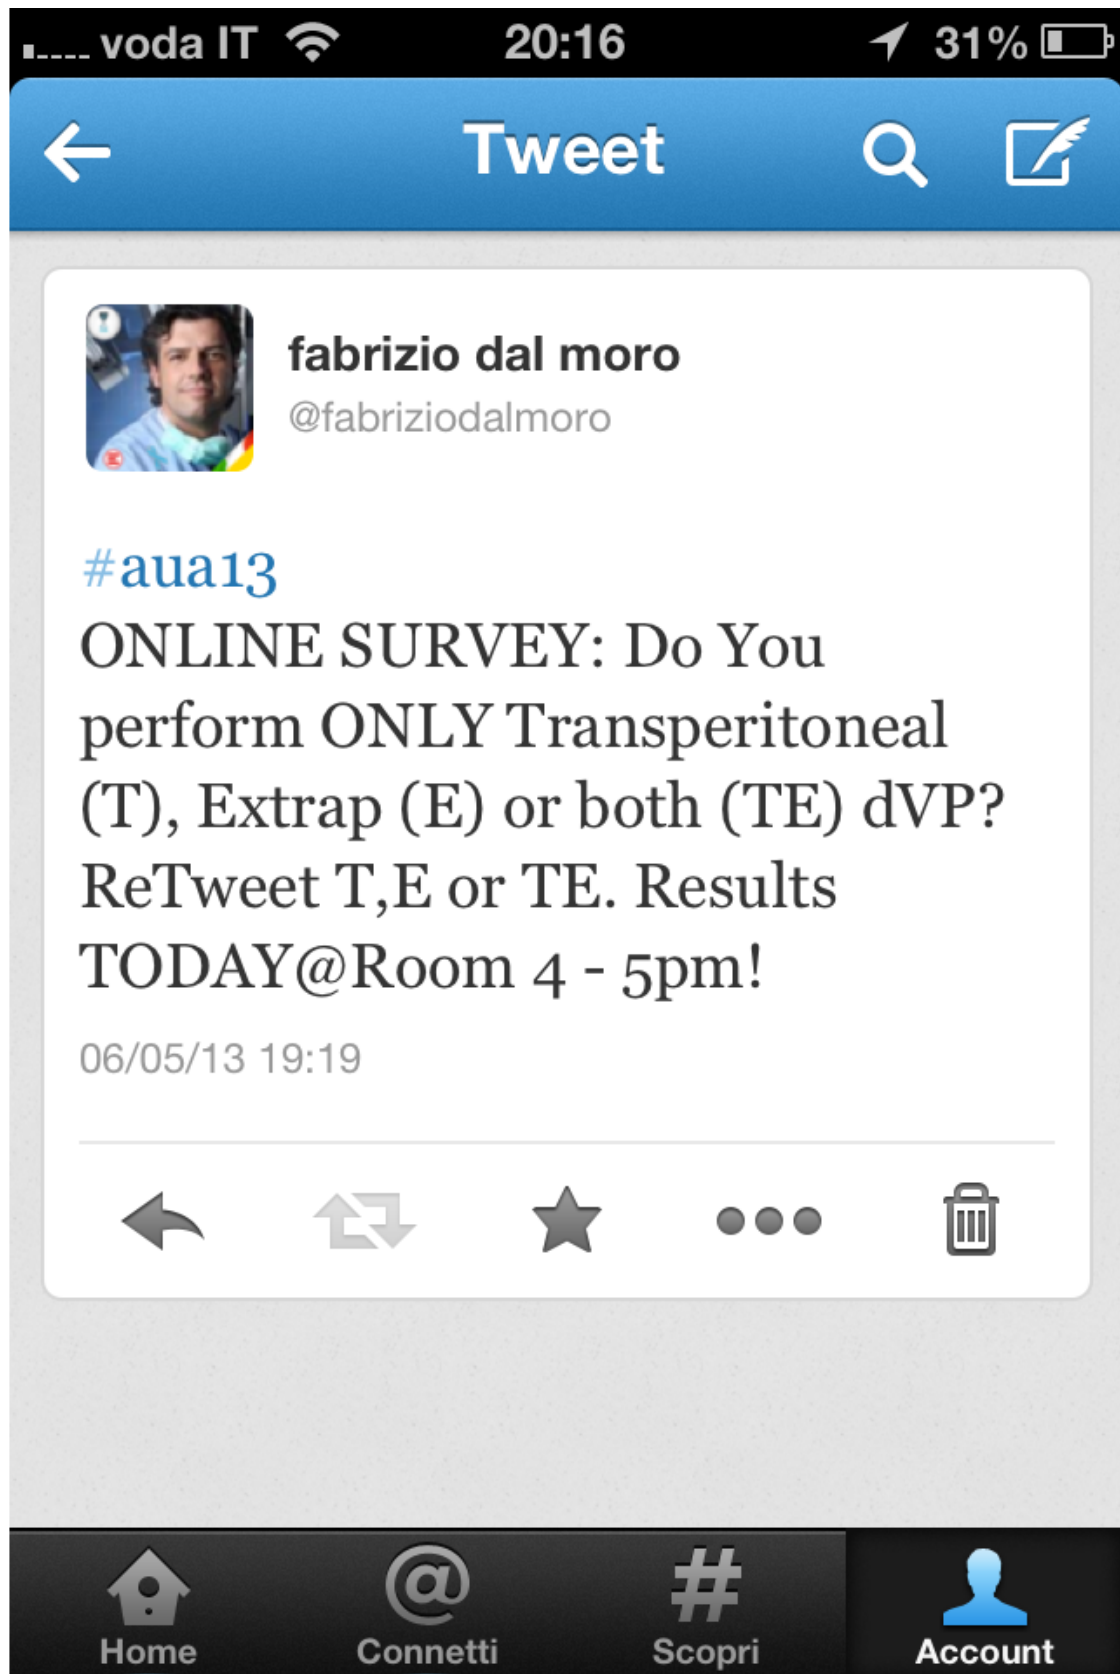 voda IT 20:16 31%
Tweet
fabrizio dal moro
@fabriziodalmoro
#aua13
ONLINE SURVEY: Do You
perform ONLY Transperitoneal
(T), Extrap (E) or both (TE) dVP?
ReTweet T,E or TE. Results
TODAY@Room 4 - 5pm!
06/05/13 19:19
Home Connetti Scopri Account